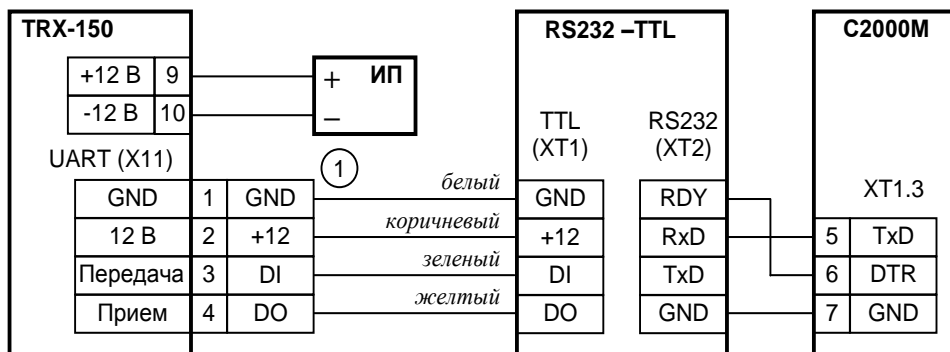 TRX-150
RS232 –TTL
C2000M
+12 В 9
+ ИП
-12 В 10
–
TTL
(XT1)
RS232
(XT2)
UART (X11)
1
XT1.3
GND 1 GND белый GND RDY
12 В 2 +12 коричневый +12 RxD 5 TxD
Передача 3 DI зеленый DI TxD 6 DTR
Прием 4 DO желтый DO GND 7 GND